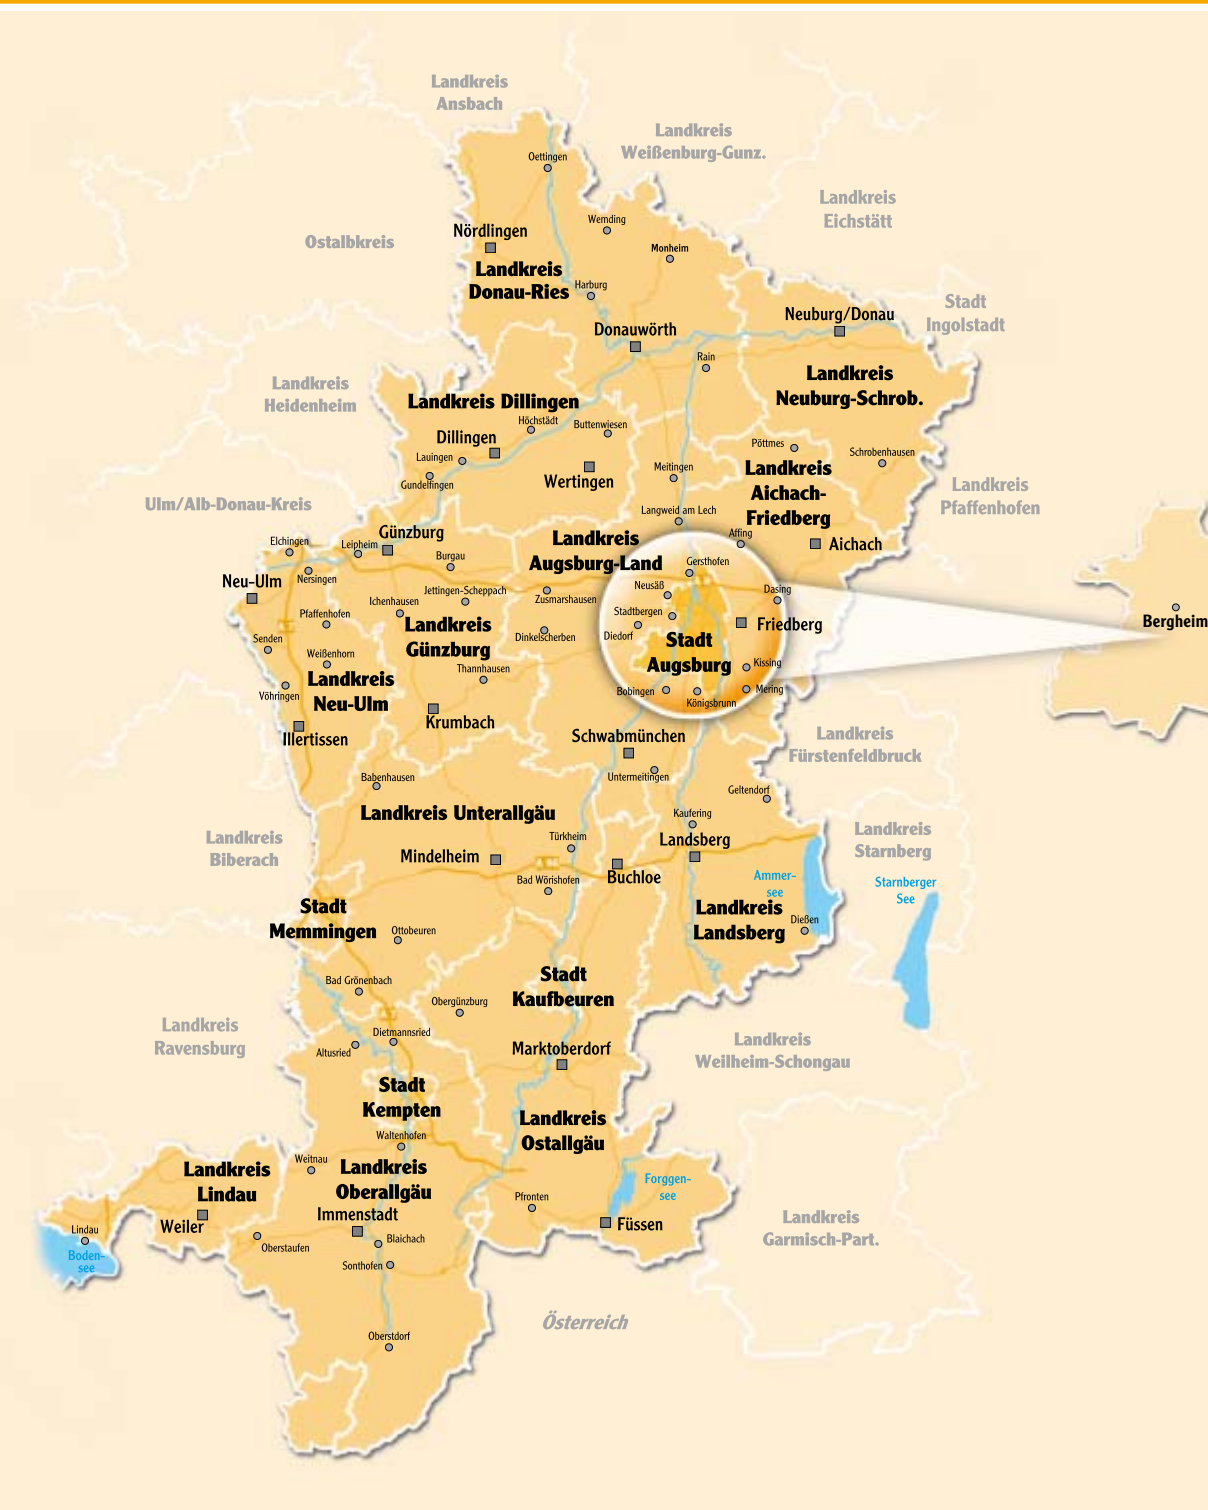 Landkreis
Ansbach
Landkreis
Weißenburg-Gunz.
Oettingen
Landkreis
Eichstätt
Wemding
Nördlingen
Ostalbkreis
Monheim
Landkreis
Donau-Ries
Harburg
Stadt
Ingolstadt
Neuburg/Donau
Donauwörth
Rain
Landkreis
Neuburg-Schrob.
Landkreis
Heidenheim
Landkreis Dillingen
Höchstädt
Buttenwiesen
Dillingen
Pöttmes
Schrobenhausen
Lauingen
Meitingen
Landkreis
Aichach-
Friedberg
Gundelfingen
Wertingen
Landkreis
Pfaffenhofen
Ulm/Alb-Donau-Kreis
Langweid am Lech
Günzburg
Affing
Landkreis
Augsburg-Land
Elchingen
Leipheim
Aichach
Burgau
Gersthofen
Neu-Ulm
Nersingen
Neusäß
Dasing
Jettingen-Scheppach
Zusmarshausen
Ichenhausen
Pfaffenhofen
Stadtbergen
Bergheim
Landkreis
Günzburg
Friedberg
Senden
Dinkelscherben
Diedorf
Stadt
Augsburg
Weißenhorn
Kissing
Thannhausen
Landkreis
Neu-Ulm
Vöhringen
Bobingen
Mering
Königsbrunn
Krumbach
Illertissen
Schwabmünchen
Landkreis
Fürstenfeldbruck
Babenhausen
Untermeitingen
Geltendorf
Landkreis Unterallgäu
Kaufering
Landkreis
Biberach
Türkheim
Landsberg
Landkreis
Starnberg
Mindelheim
Bad Wörishofen
Buchloe
Ammer-
see
Starnberger
See
Stadt
Memmingen
Landkreis
Landsberg
Dießen
Ottobeuren
Stadt
Kaufbeuren
Bad Grönenbach
Obergünzburg
Landkreis
Ravensburg
Dietmannsried
Altusried
Marktoberdorf
Landkreis
Weilheim-Schongau
Stadt
Kempten
Landkreis
Ostallgäu
Waltenhofen
Weitnau
Landkreis
Lindau
Landkreis
Oberallgäu
Forggen-
see
Pfronten
Immenstadt
Füssen
Weiler
Landkreis
Garmisch-Part.
Lindau
Blaichach
Oberstaufen
Boden-
see
Sonthofen
Österreich
Oberstdorf